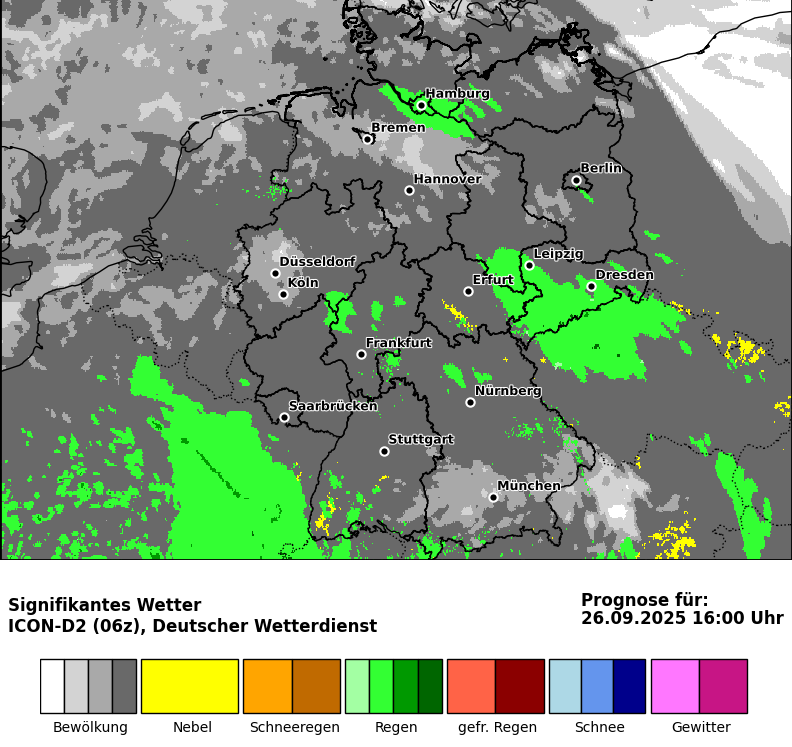 Hamburg
Bremen
Berlin
Hannover
Düsseldorf
Leipzig
Köln
Erfurt
Dresden
Frankfurt
Nürnberg
Saarbrücken
Stuttgart
München
Signifikantes Wetter
ICON-D2 (06z), Deutscher Wetterdienst
Prognose für:
26.09.2025 16:00 Uhr
Bewölkung
Nebel
Schneeregen
Regen
gefr. Regen
Schnee
Gewitter